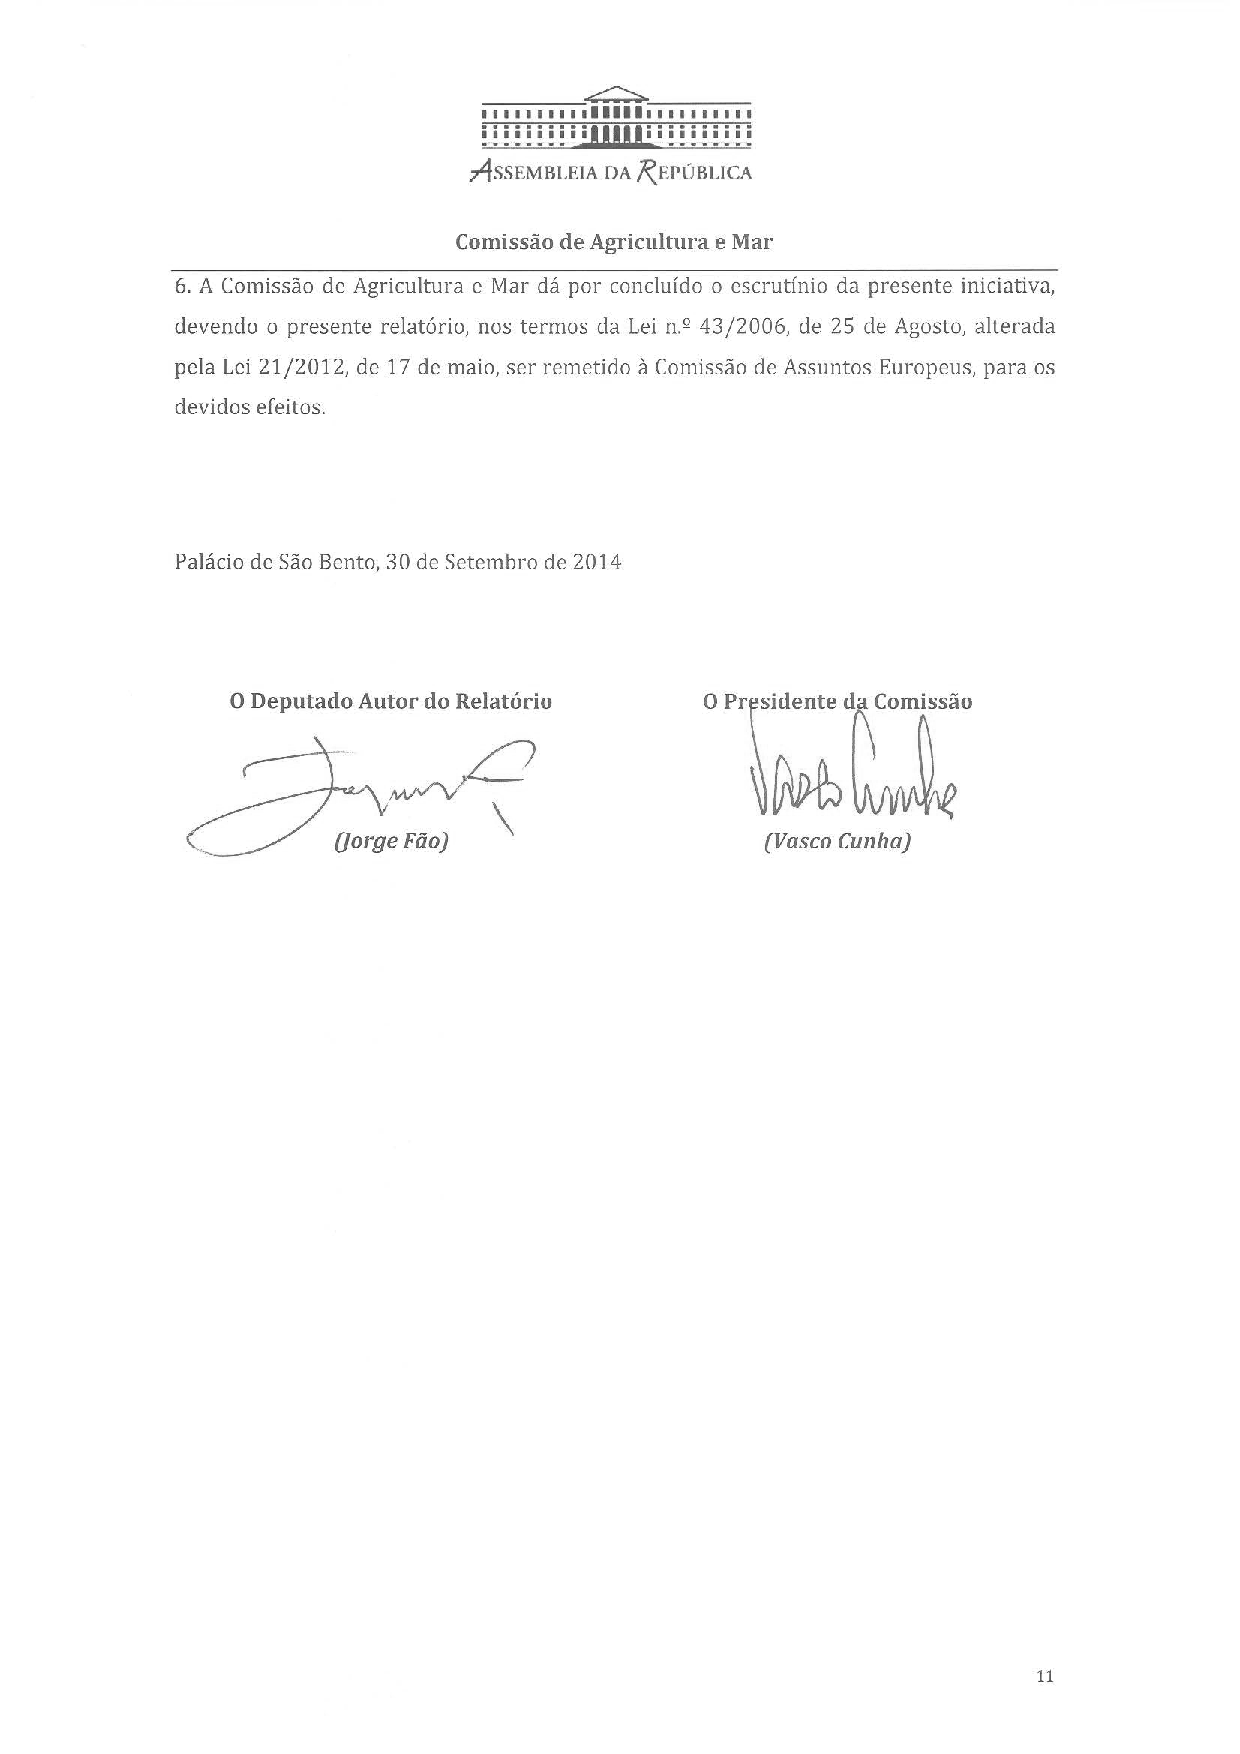 ASSEMBLEIA DA REPÚBLICA
Comissão de Agricultura e Mar
6. A Comissão de Agricultura e Mar dá por concluído o escrutínio da presente iniciativa,
devendo o presente relatório, nos termos da Lei n.º 43/2006, de 25 de Agosto, alterada
pela Lei 21/2012, de 17 de maio, ser remetido à Comissão de Assuntos Europeus, para os
devidos efeitos.
Palácio de São Bento, 30 de Setembro de 2014
O Deputado Autor do Relatório O Presidente da Comissão
Vasco Cunha
(Jorge Fão) (Vasco Cunha)
11